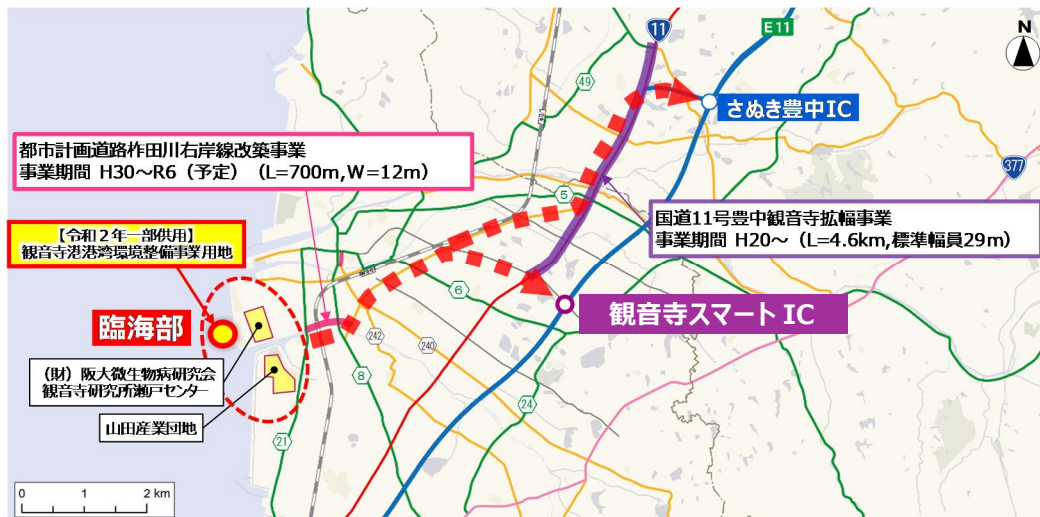 11
E11
N
49
さぬき豊中IC
都市計画道路柞田川右岸線改築事業
事業期間 H30～R6（予定）（L=700m,W=12m）
377
5
国道11号豊中観音寺拡幅事業
事業期間 H20～（L=4.6km,標準幅員29m）
【令和２年一部供用】
観音寺港港湾環境整備事業用地
6
観音寺スマートIC
臨海部
242
240
（財）阪大微生物病研究会
観音寺研究所瀬戸センター
8
24
山田産業団地
21
0 1 2 km